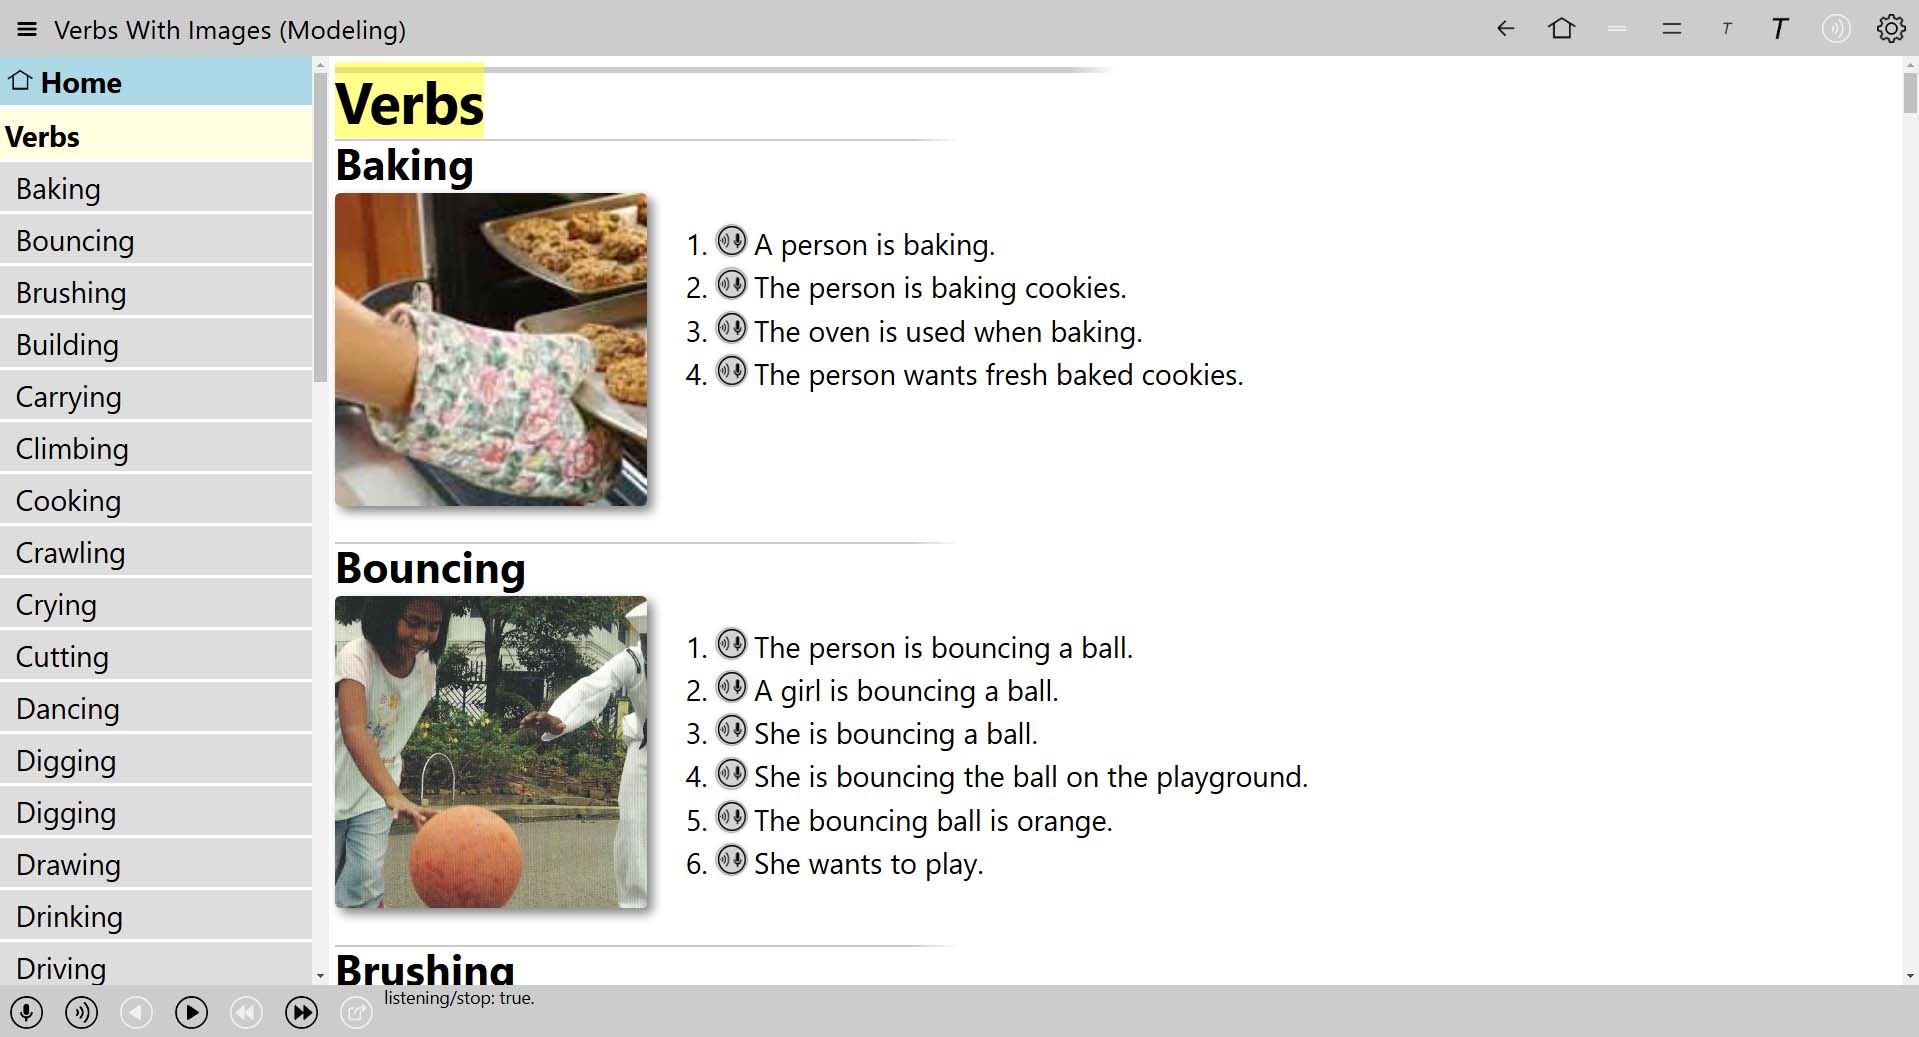 Verbs With Images (Modeling)
T
T
Home
Verbs
Baking
Bouncing
Brushing
Building
Carrying
Climbing
Cooking
Crawling
Crying
Cutting
Dancing
Digging
Digging
Drawing
Drinking
Driving
Verbs
Baking
1. A person is baking.
2. The person is baking cookies.
3. The oven is used when baking.
4. The person wants fresh baked cookies.
Bouncing
1. The person is bouncing a ball.
2. A girl is bouncing a ball.
3. She is bouncing a ball.
4. She is bouncing the ball on the playground.
5. The bouncing ball is orange.
6. She wants to play.
Brushing
listening/stop: true.